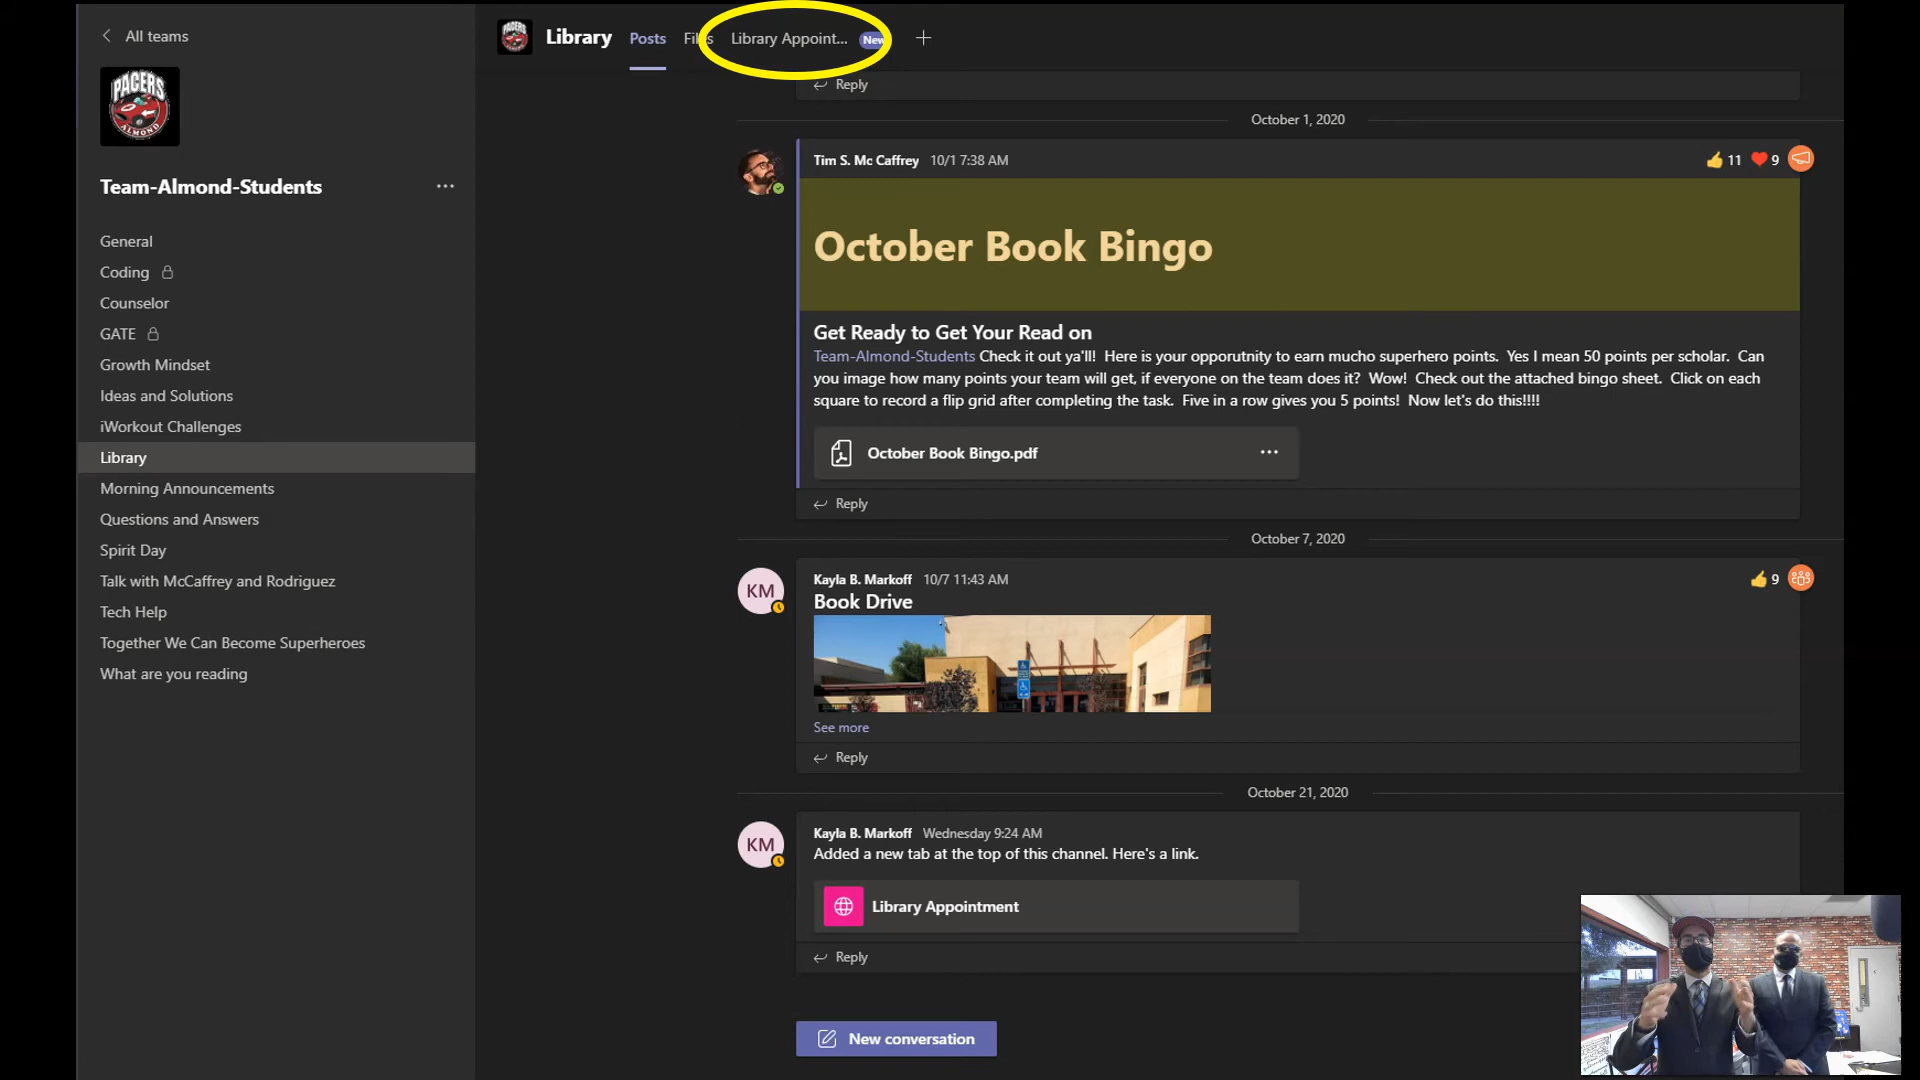 All teams
PACERS
ALMOND
Team-Almond-Students
General
Coding
Counselor
GATE
Growth Mindset
Ideas and Solutions
iWorkout Challenges
Library
Morning Announcements
Questions and Answers
Spirit Day
Talk with McCaffrey and Rodriguez
Tech Help
Together We Can Become Superheroes
What are you reading
PACERS
Library Posts Files Library Appoint... New
Reply
October 1, 2020
Tim S. Mc Caffrey 10/1 7:38 AM 11 9
October Book Bingo
Get Ready to Get Your Read on
Team-Almond-Students Check it out ya'll! Here is your opporutnity to earn mucho superhero points. Yes I mean 50 points per scholar. Can
you image how many points your team will get, if everyone on the team does it? Wow! Check out the attached bingo sheet. Click on each
square to record a flip grid after completing the task. Five in a row gives you 5 points! Now let's do this!!!!
October Book Bingo.pdf
Reply
October 7, 2020
KM
Kayla B. Markoff 10/7 11:43 AM 9
Book Drive
See more
Reply
October 21, 2020
KM
Kayla B. Markoff Wednesday 9:24 AM
Added a new tab at the top of this channel. Here's a link.
Library Appointment
Reply
New conversation